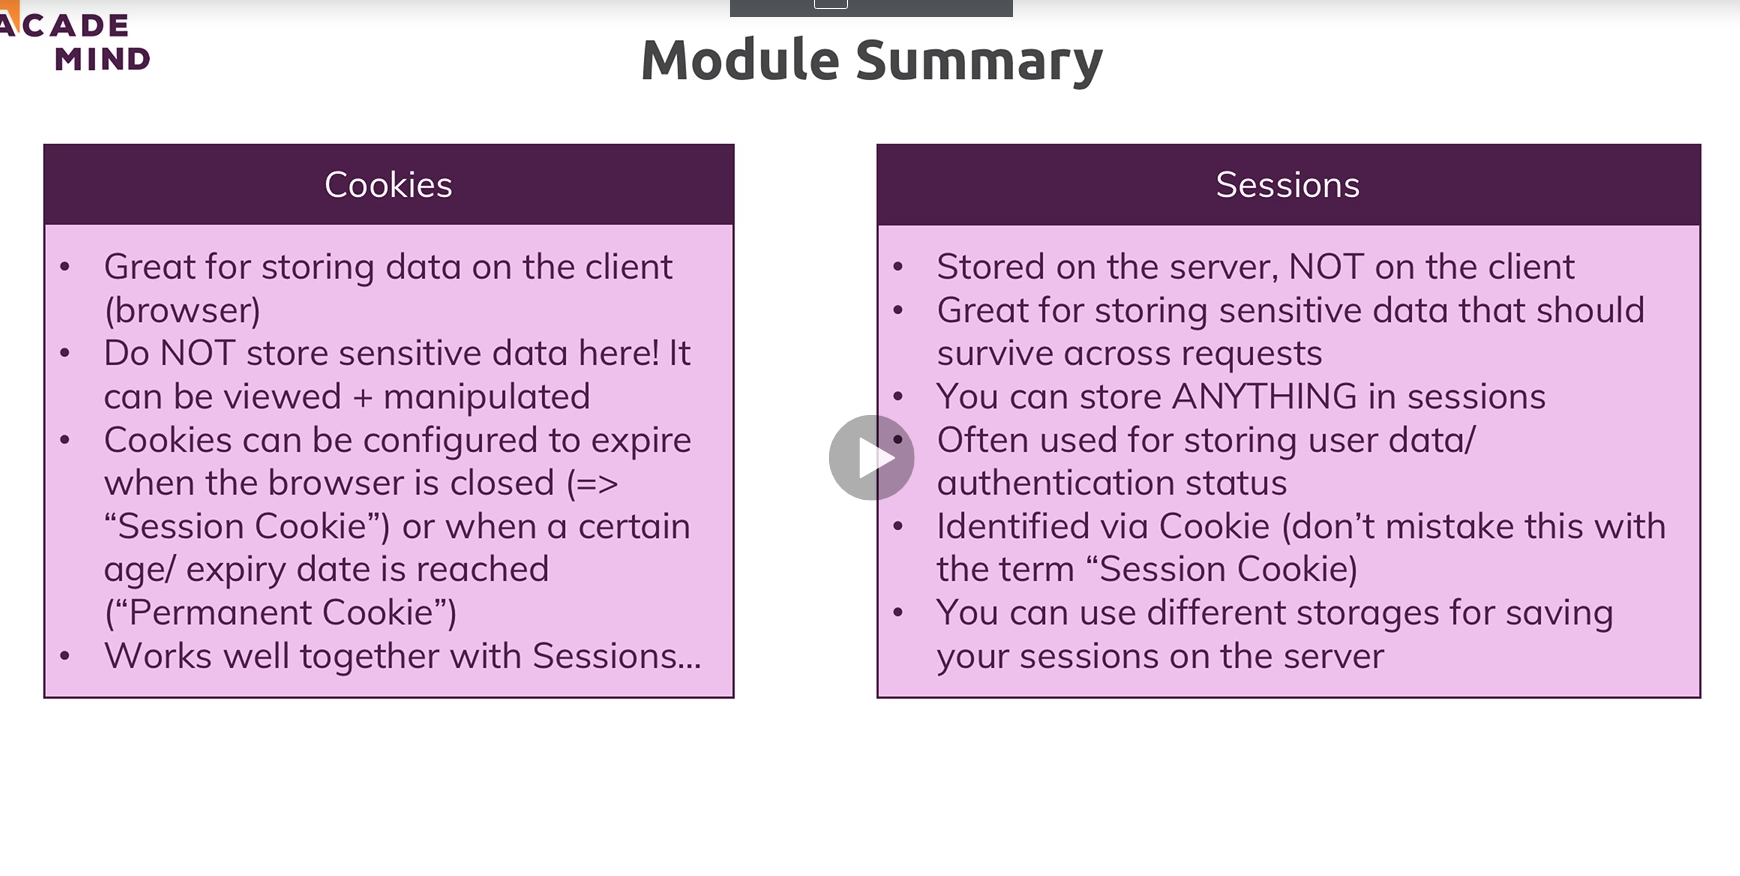 ACADE
MIND
Module Summary
Cookies
• Great for storing data on the client
(browser)
• Do NOT store sensitive data here! It
can be viewed + manipulated
• Cookies can be configured to expire
when the browser is closed (=>
“Session Cookie”) or when a certain
age/ expiry date is reached
(“Permanent Cookie”)
• Works well together with Sessions...
Sessions
• Stored on the server, NOT on the client
• Great for storing sensitive data that should
survive across requests
• You can store ANYTHING in sessions
• Often used for storing user data/
authentication status
• Identified via Cookie (don’t mistake this with
the term “Session Cookie)
• You can use different storages for saving
your sessions on the server